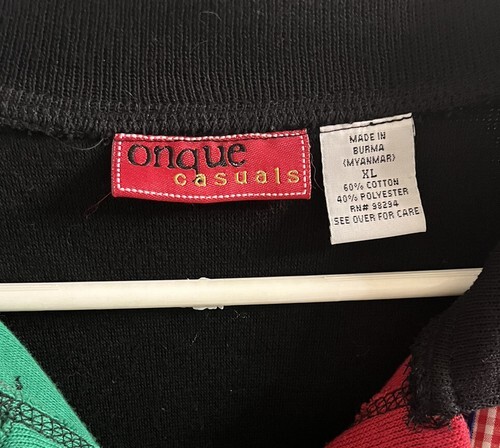 onque
casuals
MADE IN
BURMA
(MYANMAR)
XL
60% COTTON
40% POLYESTER
RN# 98294
SEE OVER FOR CARE